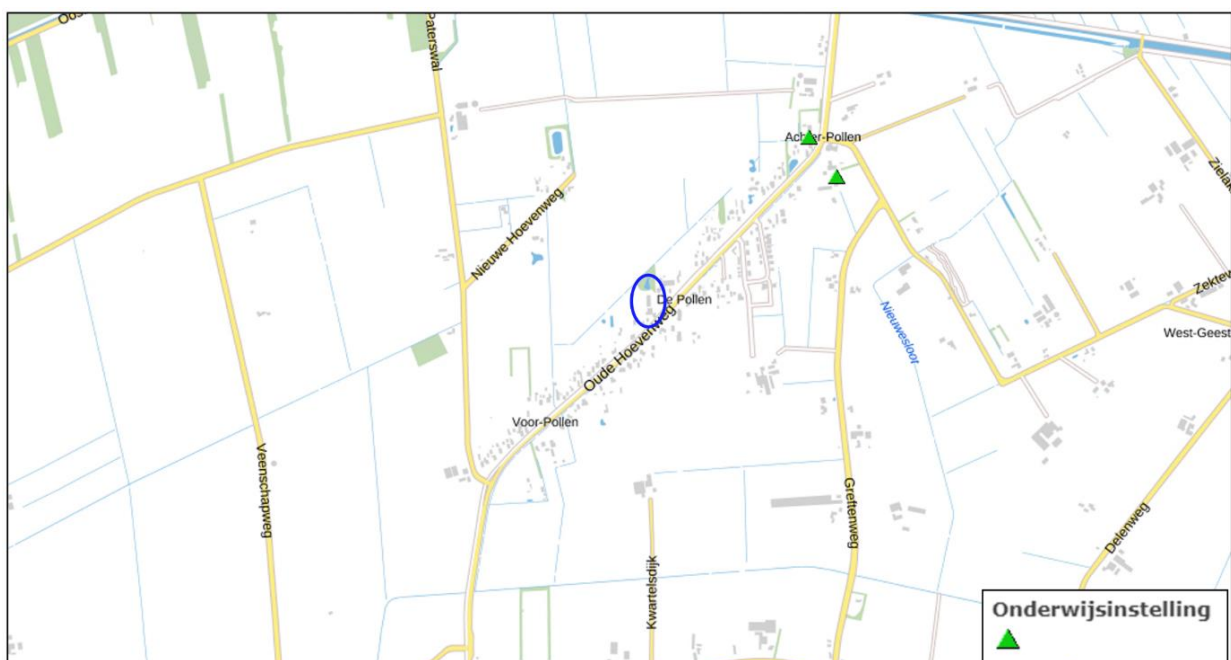 Paterswal
Achter-Pollen
Nieuwe Hoevenweg
De Pollen
Oude Hoevenweg
Nieuwesloot
West-Geest
Voor-Pollen
Veenschapweg
Greftenweg
Delenweg
Kwartelsdijk
Onderwijsinstelling